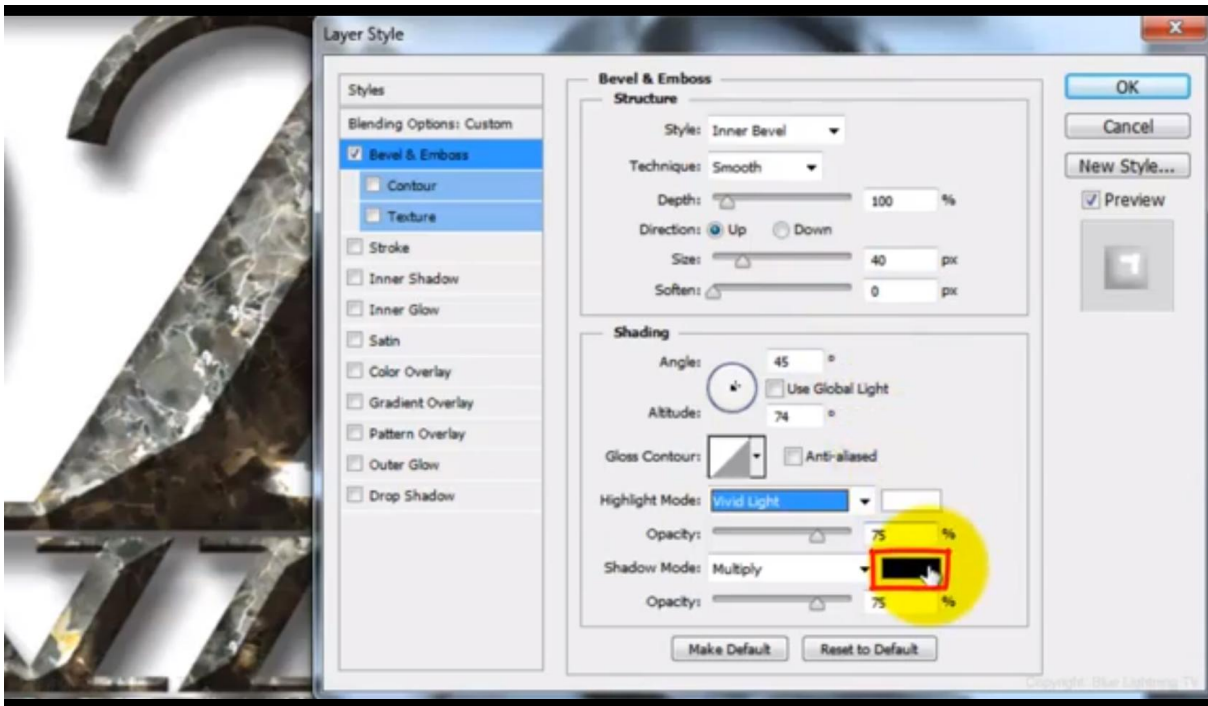 Layer Style
Styles
Blending Options: Custom
Bevel & Emboss
Contour
Texture
Stroke
Inner Shadow
Inner Glow
Satin
Color Overlay
Gradient Overlay
Pattern Overlay
Outer Glow
Drop Shadow
Bevel & Emboss
Structure
Style: Inner Bevel
Technique: Smooth
Depth: 100 %
Direction: Up Down
Size: 40 px
Soften: 0 px
Shading
Angle: 45 °
Use Global Light
Altitude: 74 °
Gloss Contour: Anti-aliased
Highlight Mode: Vivid Light
Opacity: 75 %
Shadow Mode: Multiply
Opacity: 75 %
Make Default Reset to Default
OK
Cancel
New Style...
Preview
Copyright Blue Lightning TV